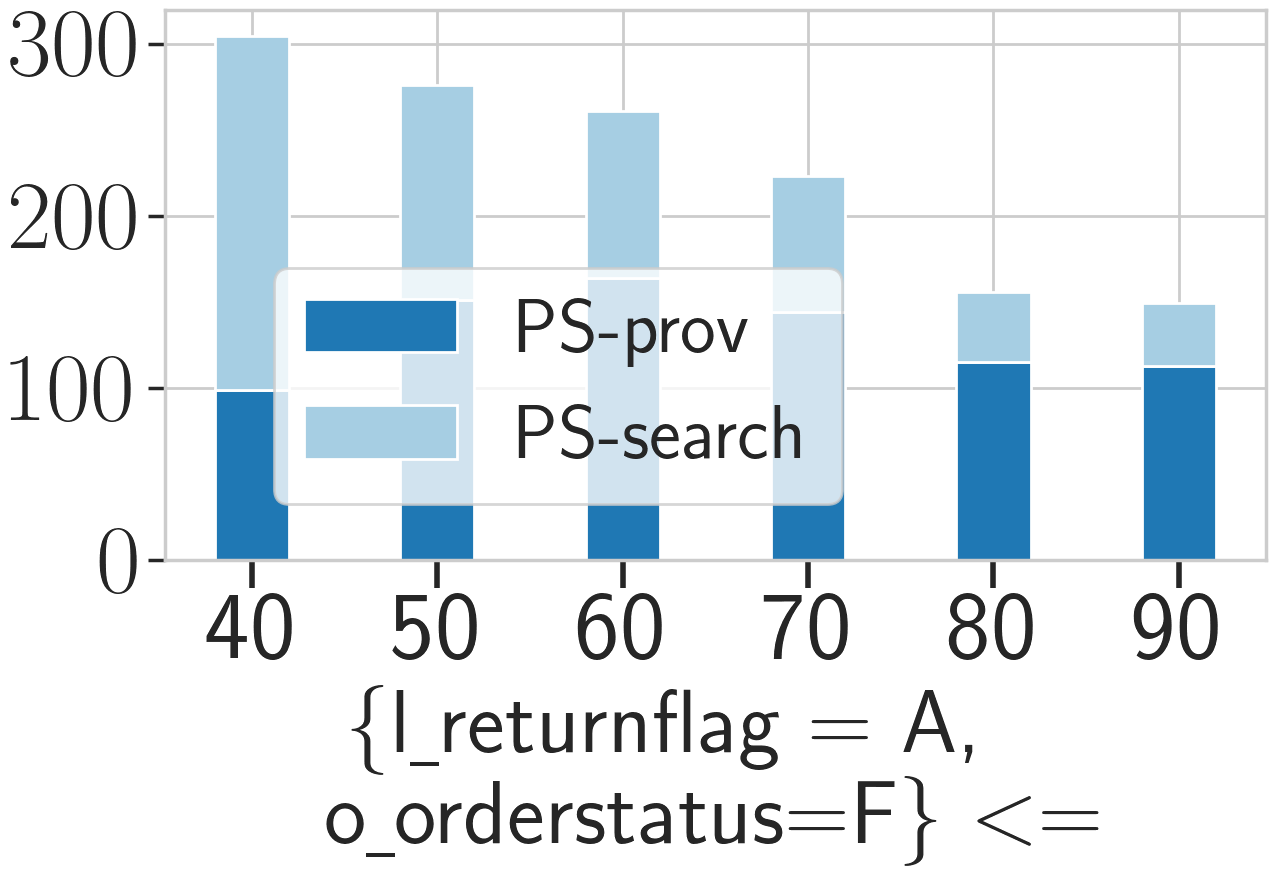 300
200
100
0
PS-prov
PS-search
40 50 60 70 80 90
{l_returnflag = A,
o_orderstatus=F} <=